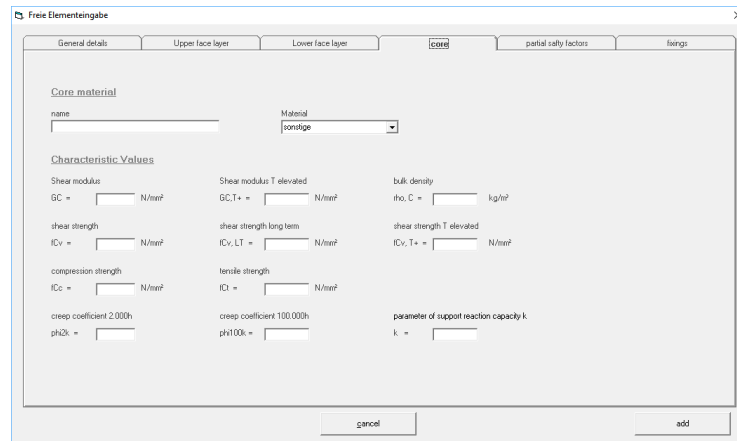 Freie Elementeingabe
General details Upper face layer Lower face layer core partial salty factors fixings
Core material
name Material
sonstige
Characteristic Values
Shear modulus Shear modulus T elevated bulk density
GC = N/mm² GC,T+ = N/mm² rho, C = kg/m³
shear strength shear strength long term shear strength T elevated
fCv = N/mm² fCv, LT = N/mm² fCv, T+ = N/mm²
compression strength tensile strength
fCc = N/mm² fCt = N/mm²
creep coefficient 2.000h creep coefficient 100.000h parameter of support reaction capacity k
phi2k = phi100k = k =
cancel add